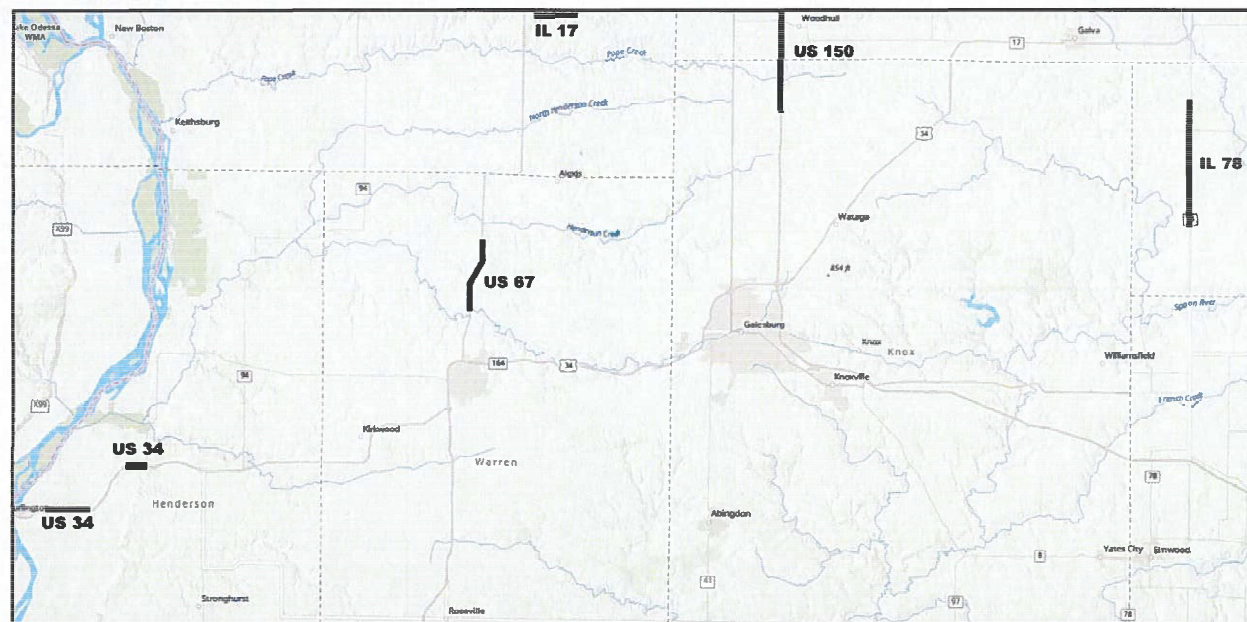 Lake Odessa
WMA
New Boston
IL 17
Woodhull
US 150
17
Galva
Pope Creek
Pope Creek
North Henderson Creek
Keithsburg
34
IL 78
Alexis
94
Henderson Creek
Wataga
X99
854 ft
US 67
Spoon River
Galesburg
Knox
Knox
Williamsfield
164
34
94
Knoxville
French Creek
X99
Kirkwood
US 34
Warren
78
Henderson
US 34
Abingdon
8
Yates City
Elmwood
Stronghurst
41
97
78
Roseville